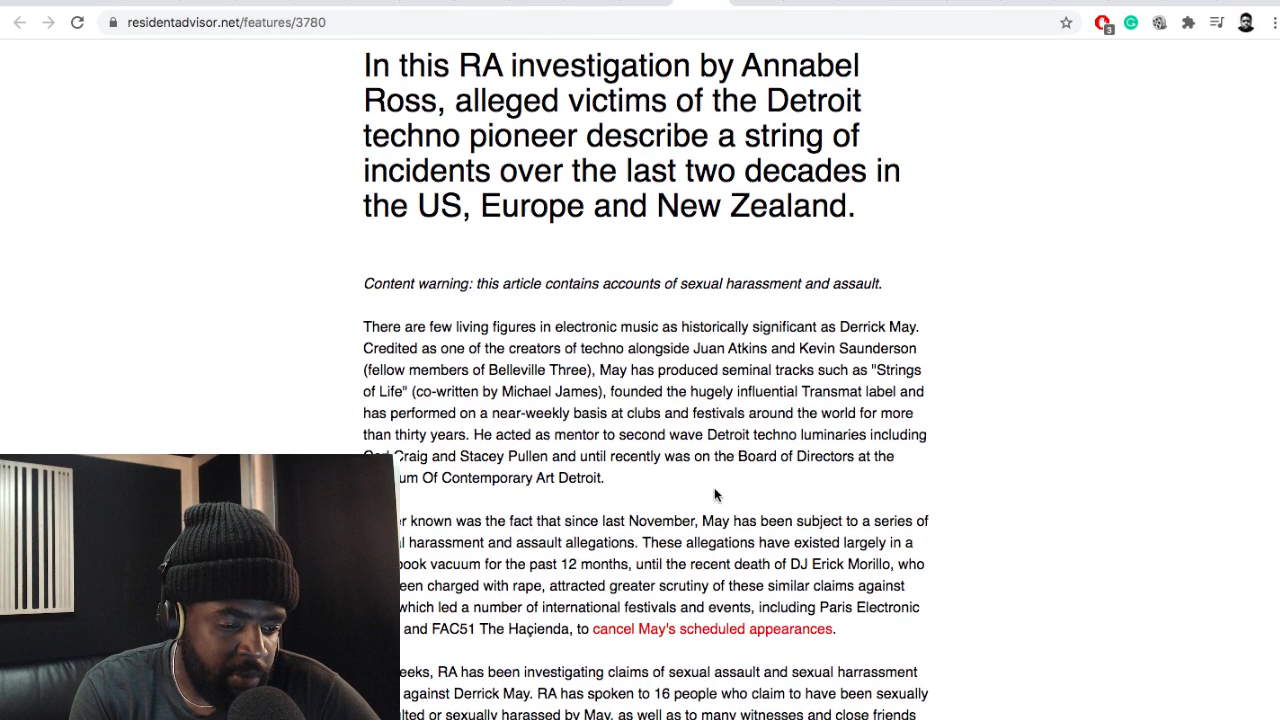 residentadvisor.net/features/3780
3
In this RA investigation by Annabel
Ross, alleged victims of the Detroit
techno pioneer describe a string of
incidents over the last two decades in
the US, Europe and New Zealand.
Content warning: this article contains accounts of sexual harassment and assault.
There are few living figures in electronic music as historically significant as Derrick May.
Credited as one of the creators of techno alongside Juan Atkins and Kevin Saunderson
(fellow members of Belleville Three), May has produced seminal tracks such as "Strings
of Life" (co-written by Michael James), founded the hugely influential Transmat label and
has performed on a near-weekly basis at clubs and festivals around the world for more
than thirty years. He acted as mentor to second wave Detroit techno luminaries including
Craig and Stacey Pullen and until recently was on the Board of Directors at the
um Of Contemporary Art Detroit.
r known was the fact that since last November, May has been subject to a series of
l harassment and assault allegations. These allegations have existed largely in a
ook vacuum for the past 12 months, until the recent death of DJ Erick Morillo, who
een charged with rape, attracted greater scrutiny of these similar claims against
which led a number of international festivals and events, including Paris Electronic
and FAC51 The Haçienda, to cancel May's scheduled appearances.
eeks, RA has been investigating claims of sexual assault and sexual harrassment
against Derrick May. RA has spoken to 16 people who claim to have been sexually
ulted or sexually harassed by May, as well as to many witnesses and close friends